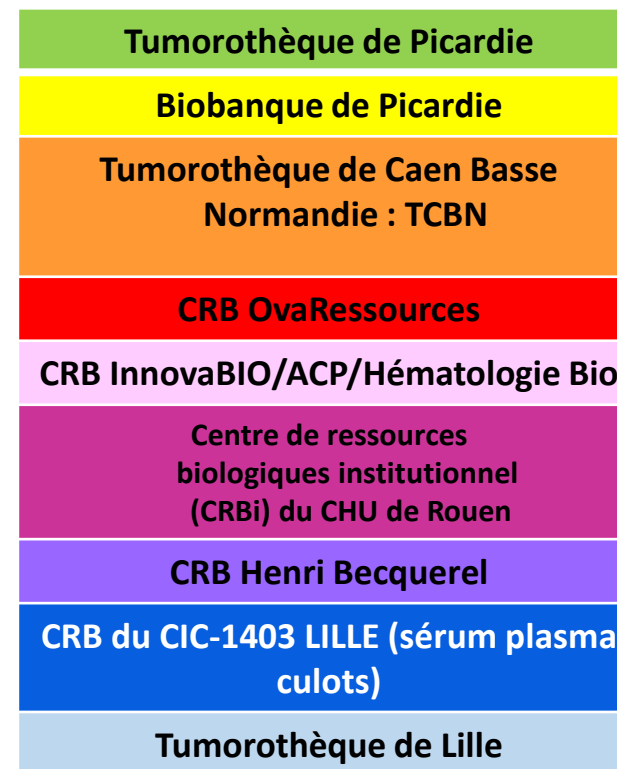 Tumorothèque de Picardie
Biobanque de Picardie
Tumorothèque de Caen Basse
Normandie : TCBN
CRB OvaRessources
CRB InnovaBIO/ACP/Hématologie Bio
Centre de ressources
biologiques institutionnel
(CRBi) du CHU de Rouen
CRB Henri Becquerel
CRB du CIC-1403 LILLE (sérum plasma
culots)
Tumorothèque de Lille